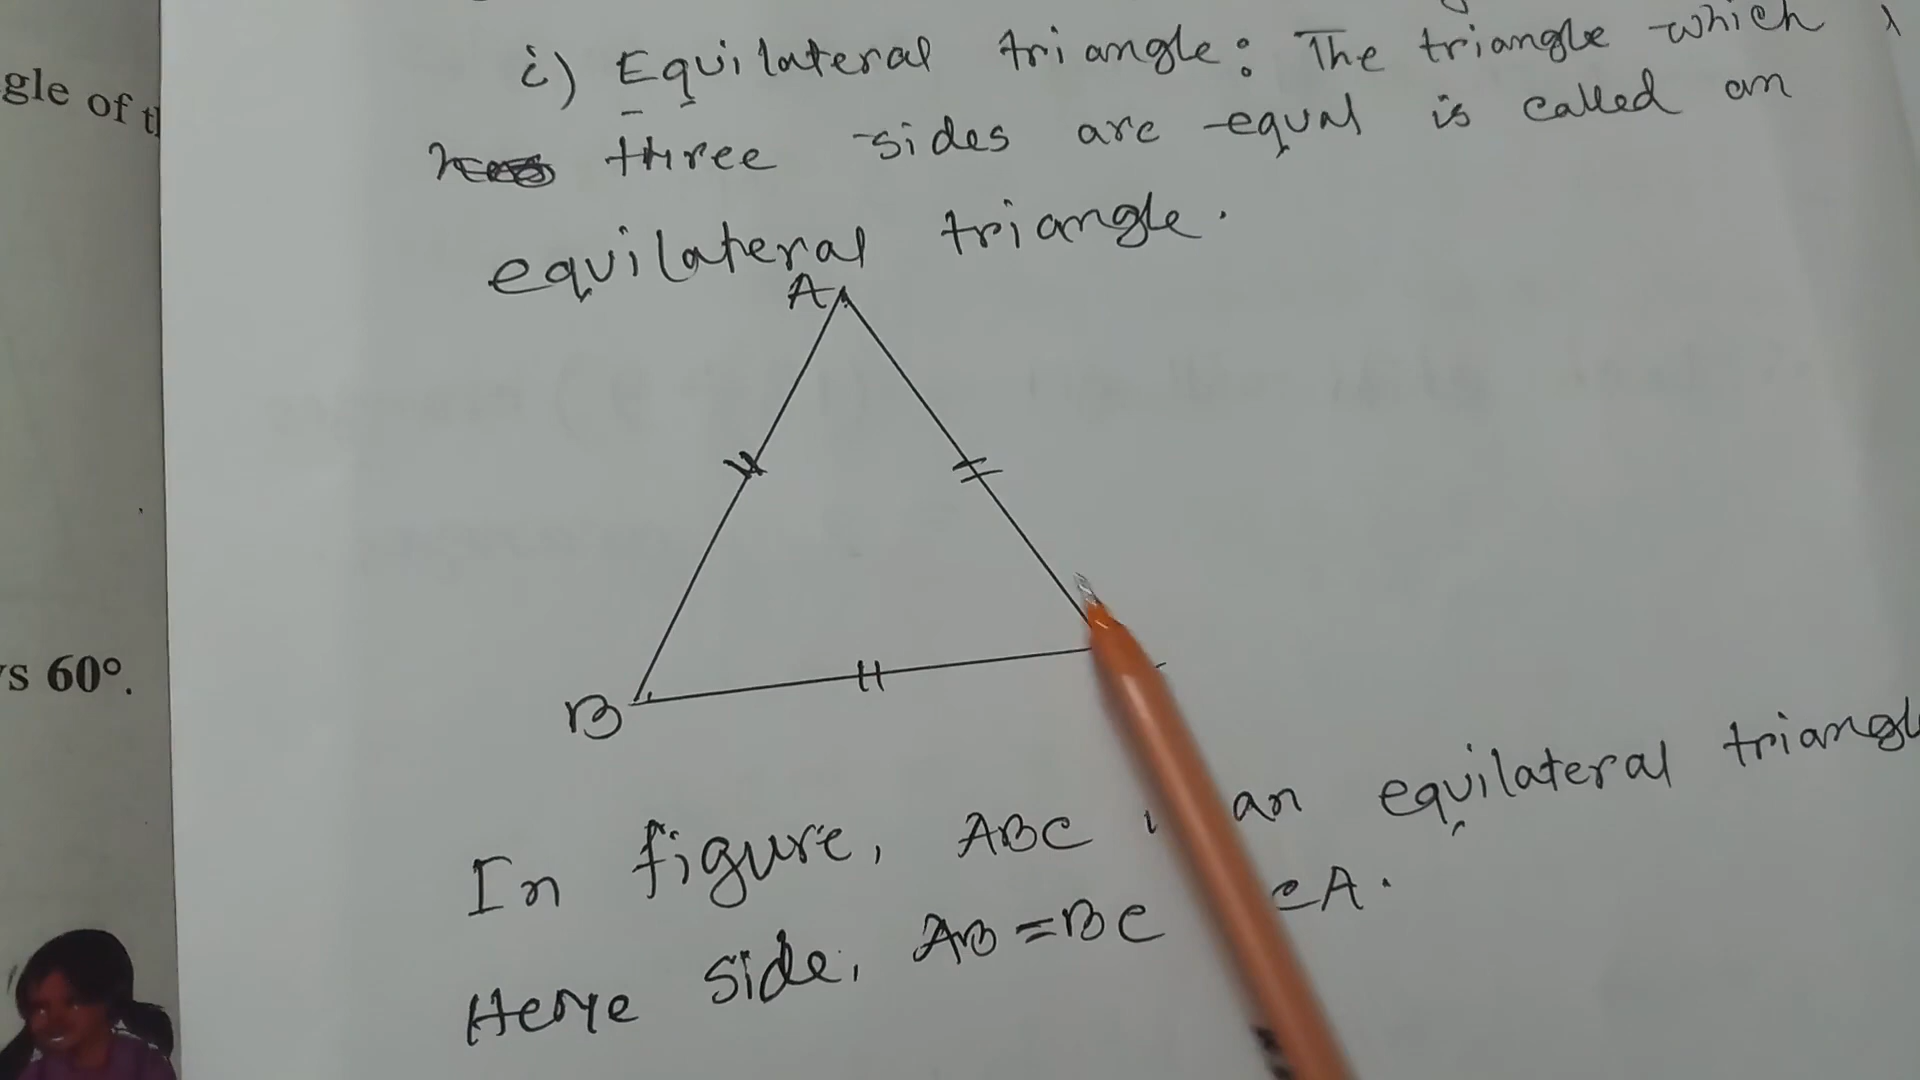 gle of t
s 60°.
i) Equilateral triangle: The triangle which
three sides are equal is called an
equilateral triangle.
A
B
In figure, ABC an equilateral triangl
Here side, AB=BC CA.